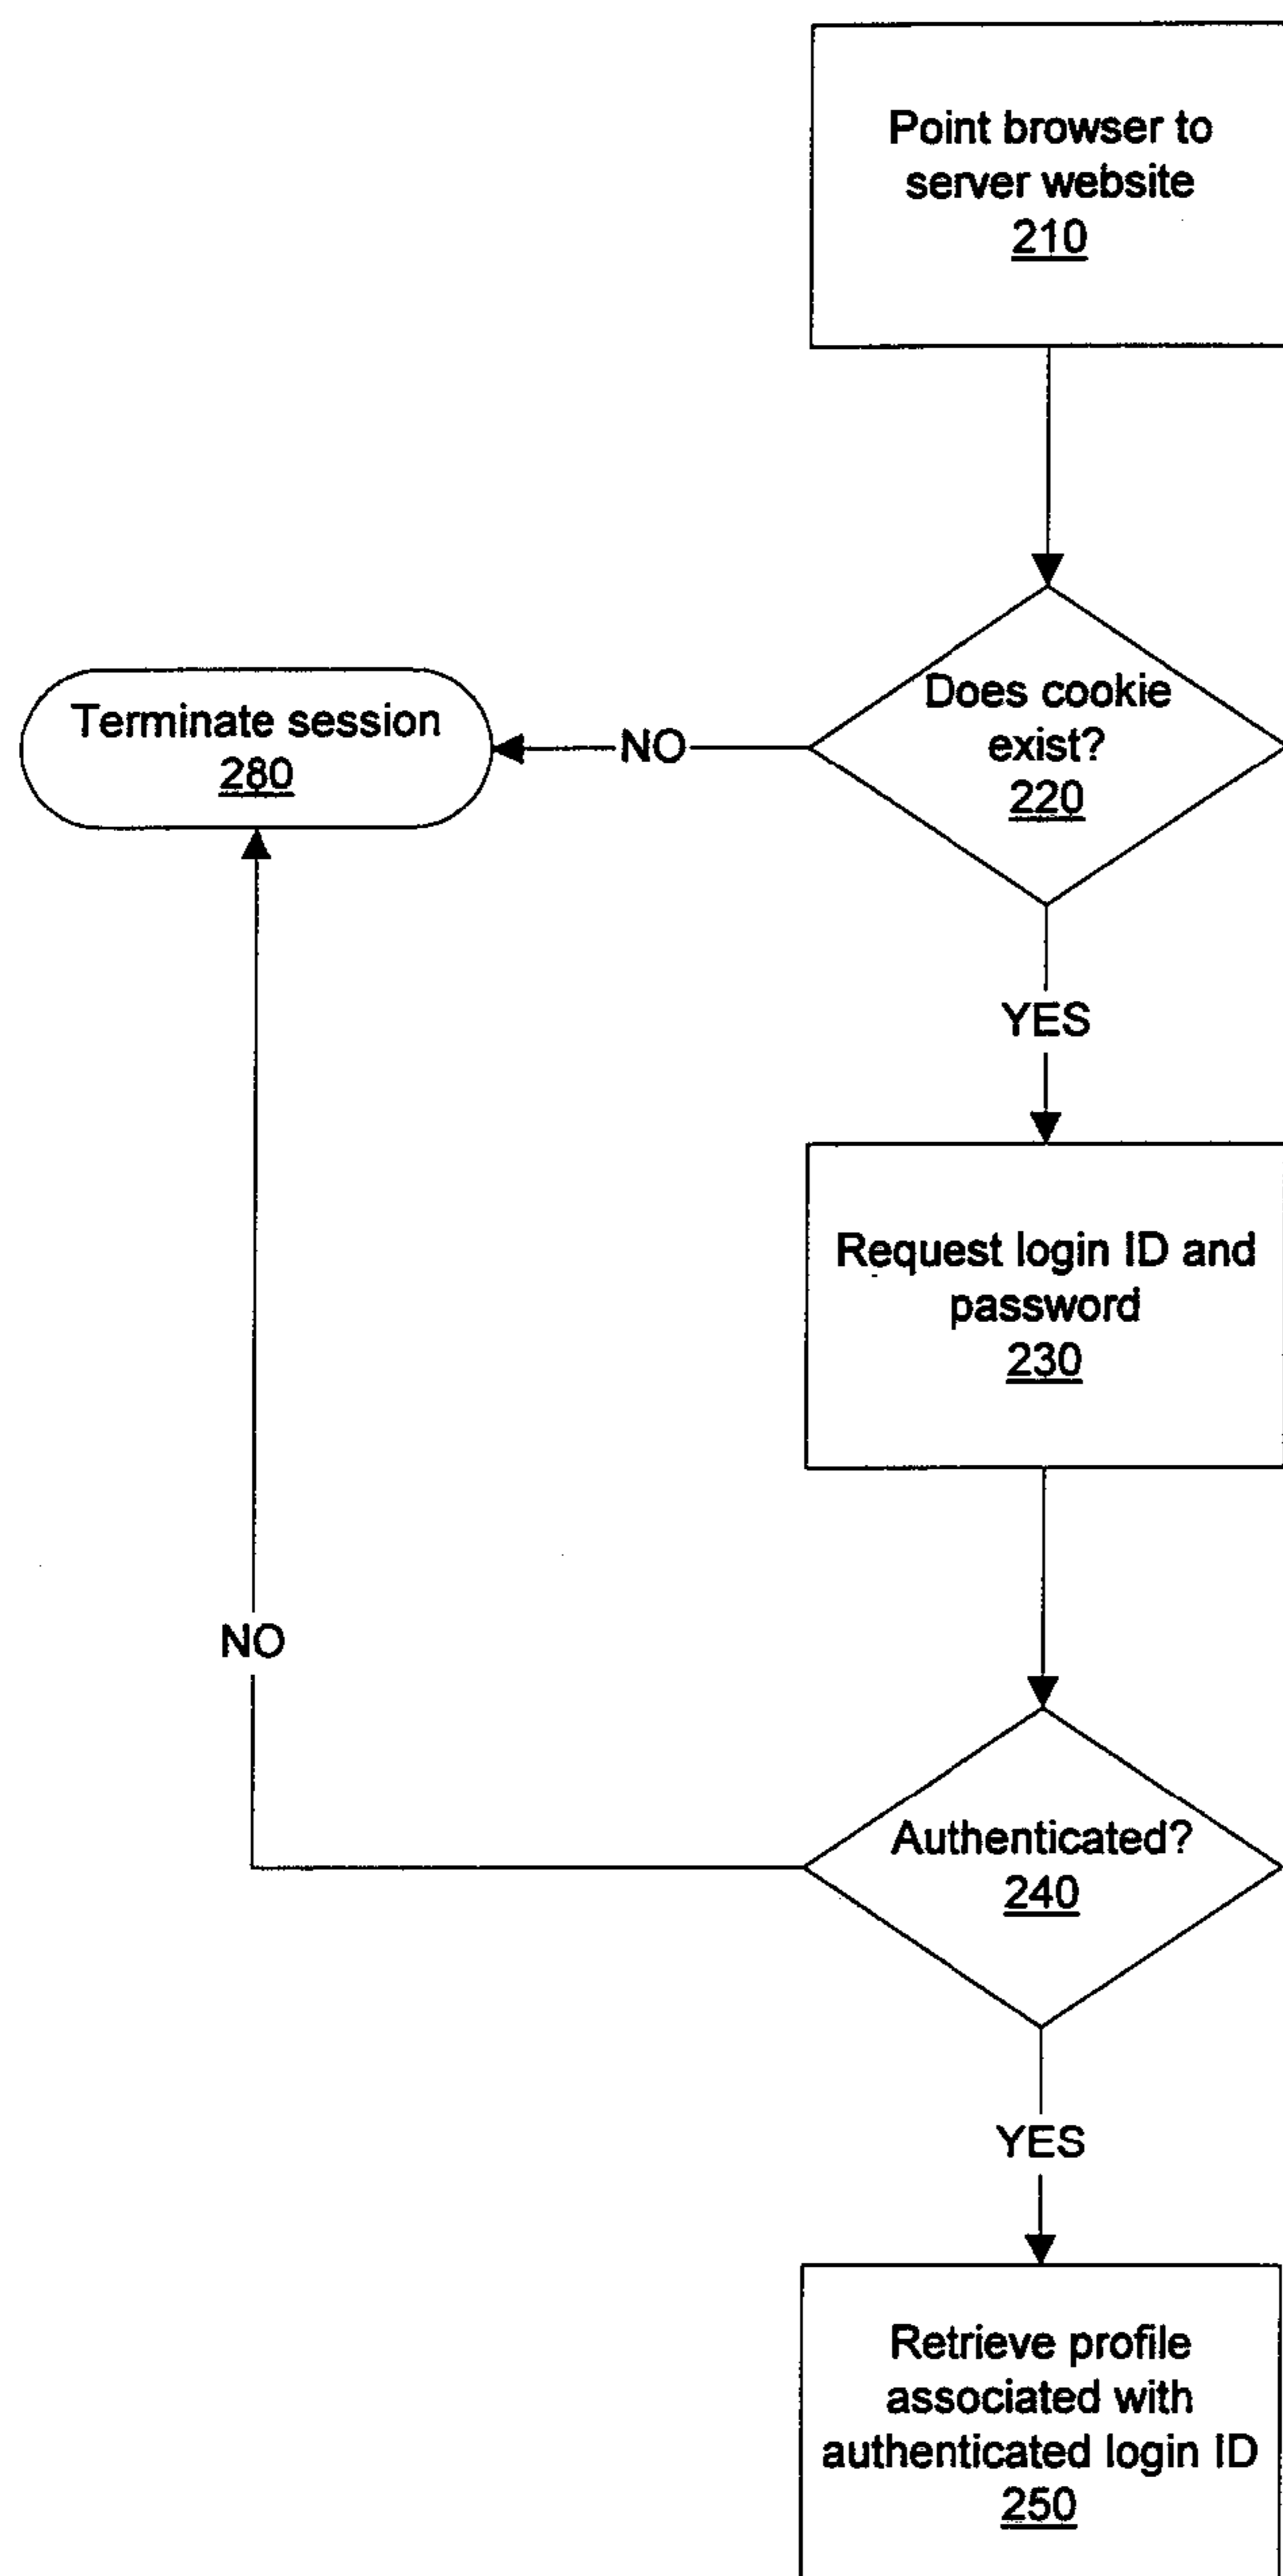 Point browser to
server website
210
Does cookie
exist?
220
Terminate session
280
NO
YES
Request login ID and
password
230
NO
Authenticated?
240
YES
Retrieve profile
associated with
authenticated login ID
250